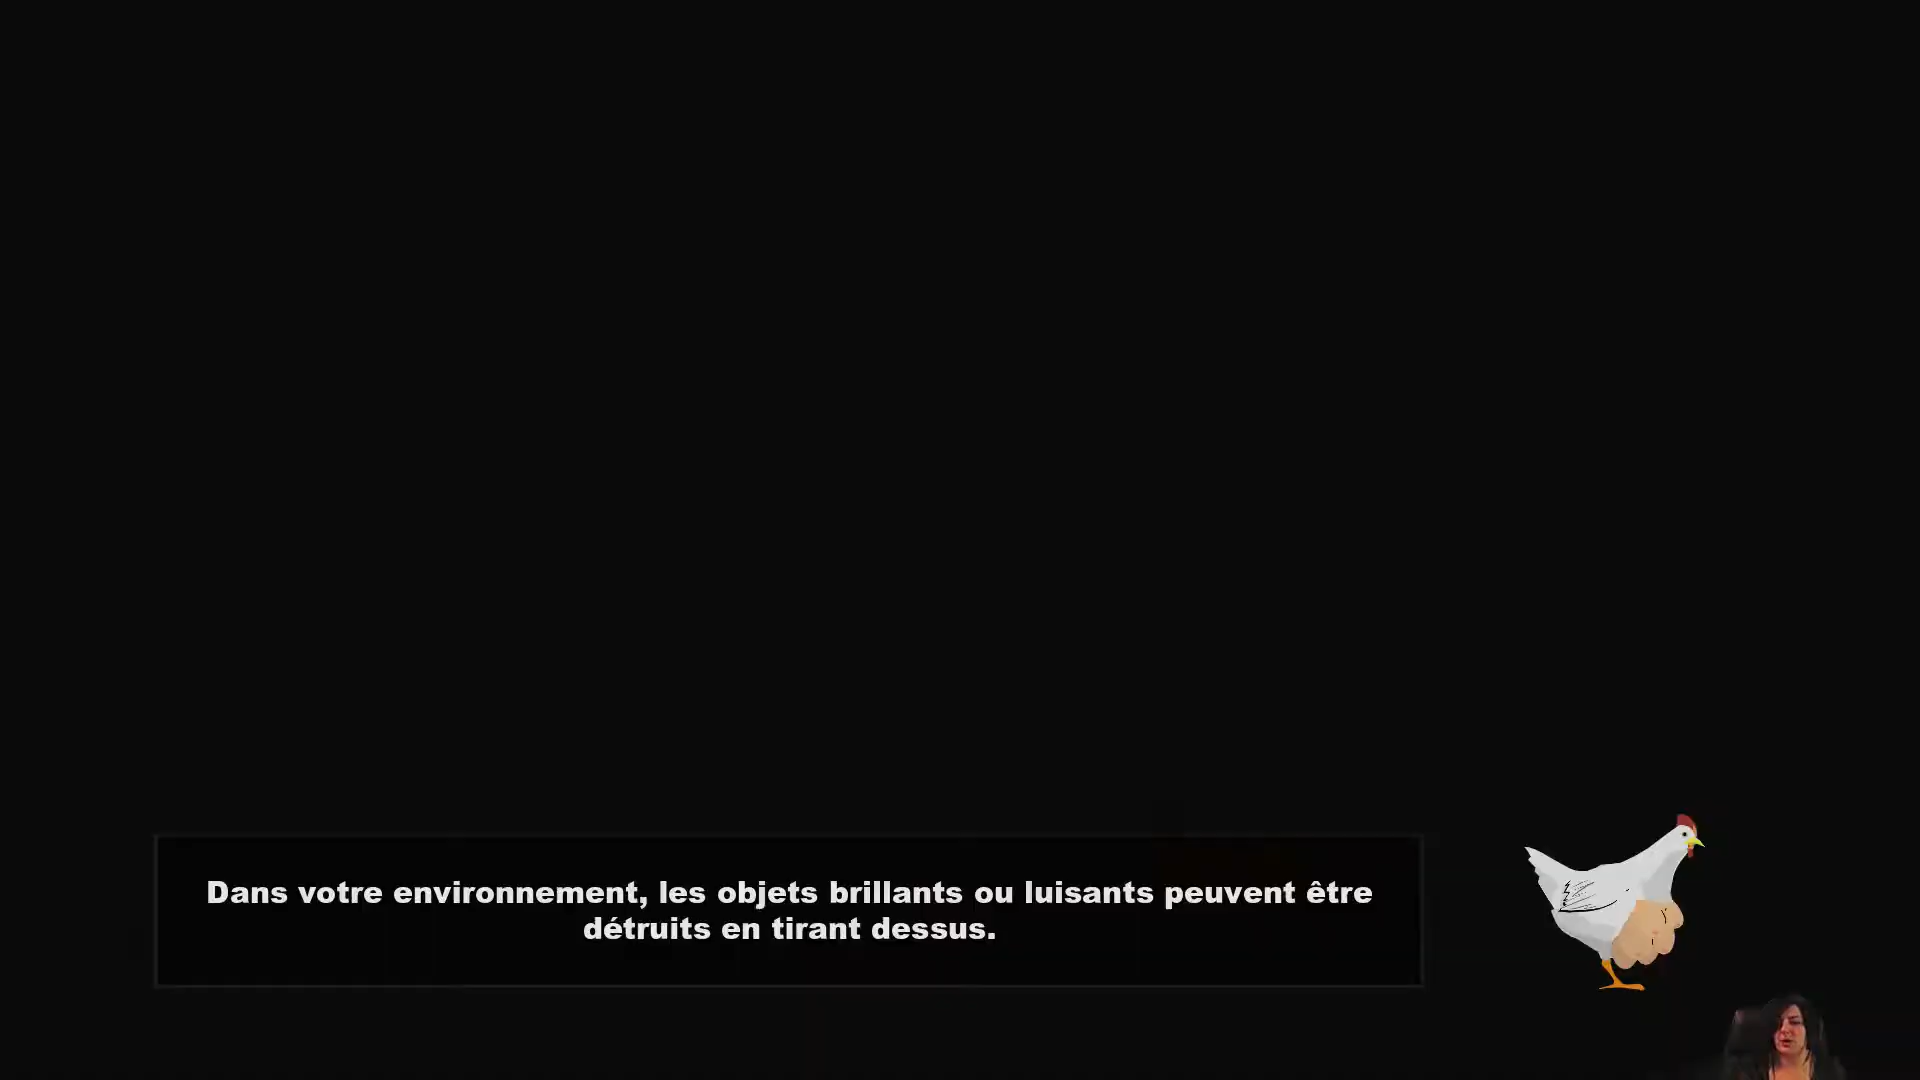 Dans votre environnement, les objets brillants ou luisants peuvent être
détruits en tirant dessus.